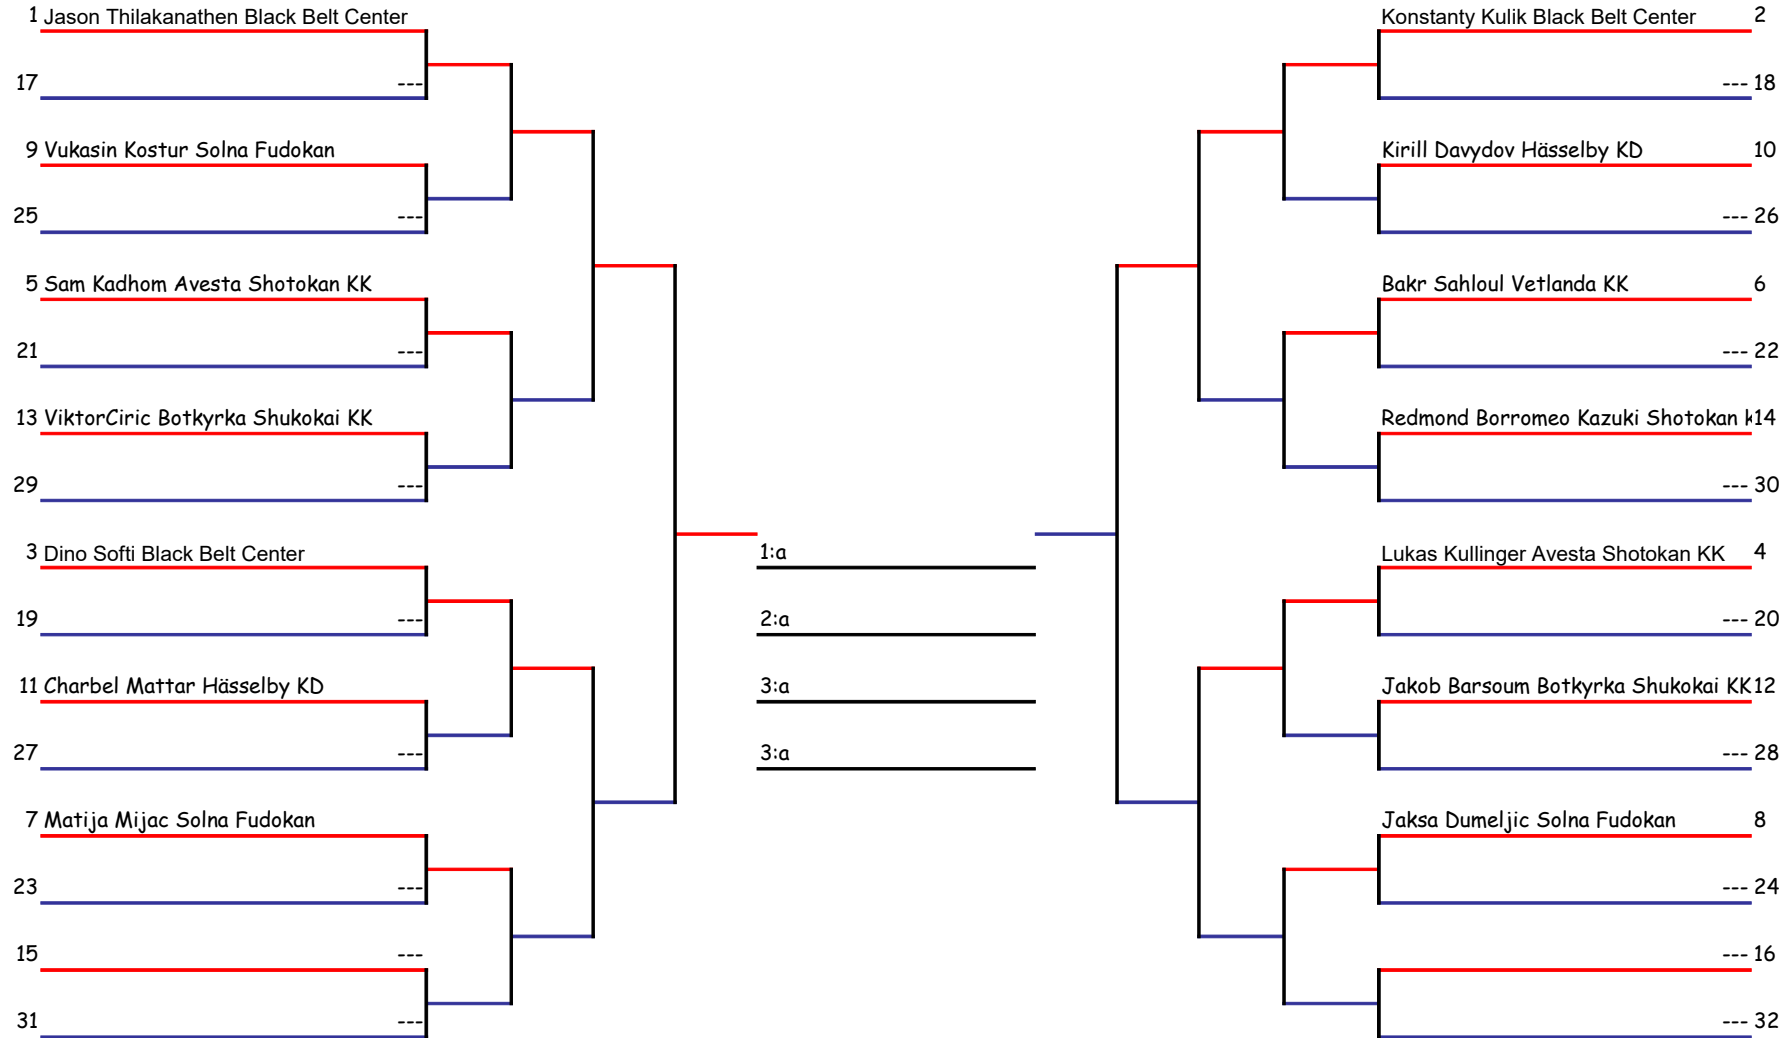 1 Jason Thilakanathen Black Belt Center
17 ---
9 Vukasin Kostur Solna Fudokan
25 ---
5 Sam Kadhom Avesta Shotokan KK
21 ---
13 ViktorCiric Botkyrka Shukokai KK
29 ---
3 Dino Softi Black Belt Center
19 ---
11 Charbel Mattar Hässelby KD
27 ---
7 Matija Mijac Solna Fudokan
23 ---
15 ---
31 ---
1:a
2:a
3:a
3:a
Konstanty Kulik Black Belt Center 2
--- 18
Kirill Davydov Hässelby KD 10
--- 26
Bakr Sahloul Vetlanda KK 6
--- 22
Redmond Borromeo Kazuki Shotokan 14
--- 30
Lukas Kullinger Avesta Shotokan KK 4
--- 20
Jakob Barsoum Botkyrka Shukokai KK 12
--- 28
Jaksa Dumeljic Solna Fudokan 8
--- 24
--- 16
--- 32